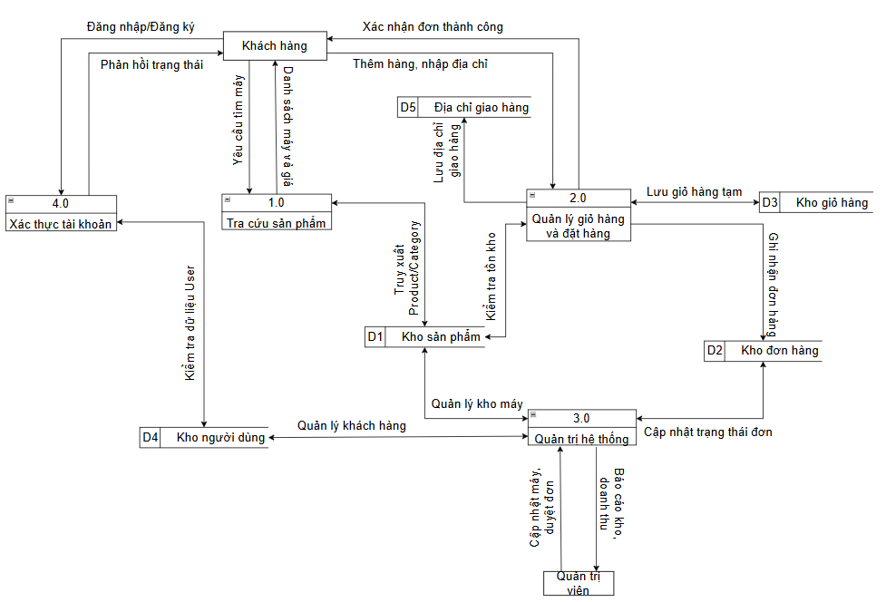 Đăng nhập/Đăng ký
Xác nhận đơn thành công
Khách hàng
Phản hồi trạng thái
Thêm hàng, nhập địa chỉ
Yêu cầu tìm máy
Danh sách máy và giá
D5
Địa chỉ giao hàng
Lưu địa chỉ
giao hàng
4.0
Xác thực tài khoản
1.0
Tra cứu sản phẩm
2.0
Quản lý giỏ hàng
và đặt hàng
Lưu giỏ hàng tạm
D3
Kho giỏ hàng
Truy xuất
Product/Category
Kiểm tra tồn kho
Ghi nhận đơn hàng
Kiểm tra dữ liệu User
D1
Kho sản phẩm
D2
Kho đơn hàng
Quản lý kho máy
3.0
Quản trị hệ thống
Cập nhật trạng thái đơn
D4
Kho người dùng
Quản lý khách hàng
Cập nhật máy,
duyệt đơn
Báo cáo kho,
doanh thu
Quản trị
viên